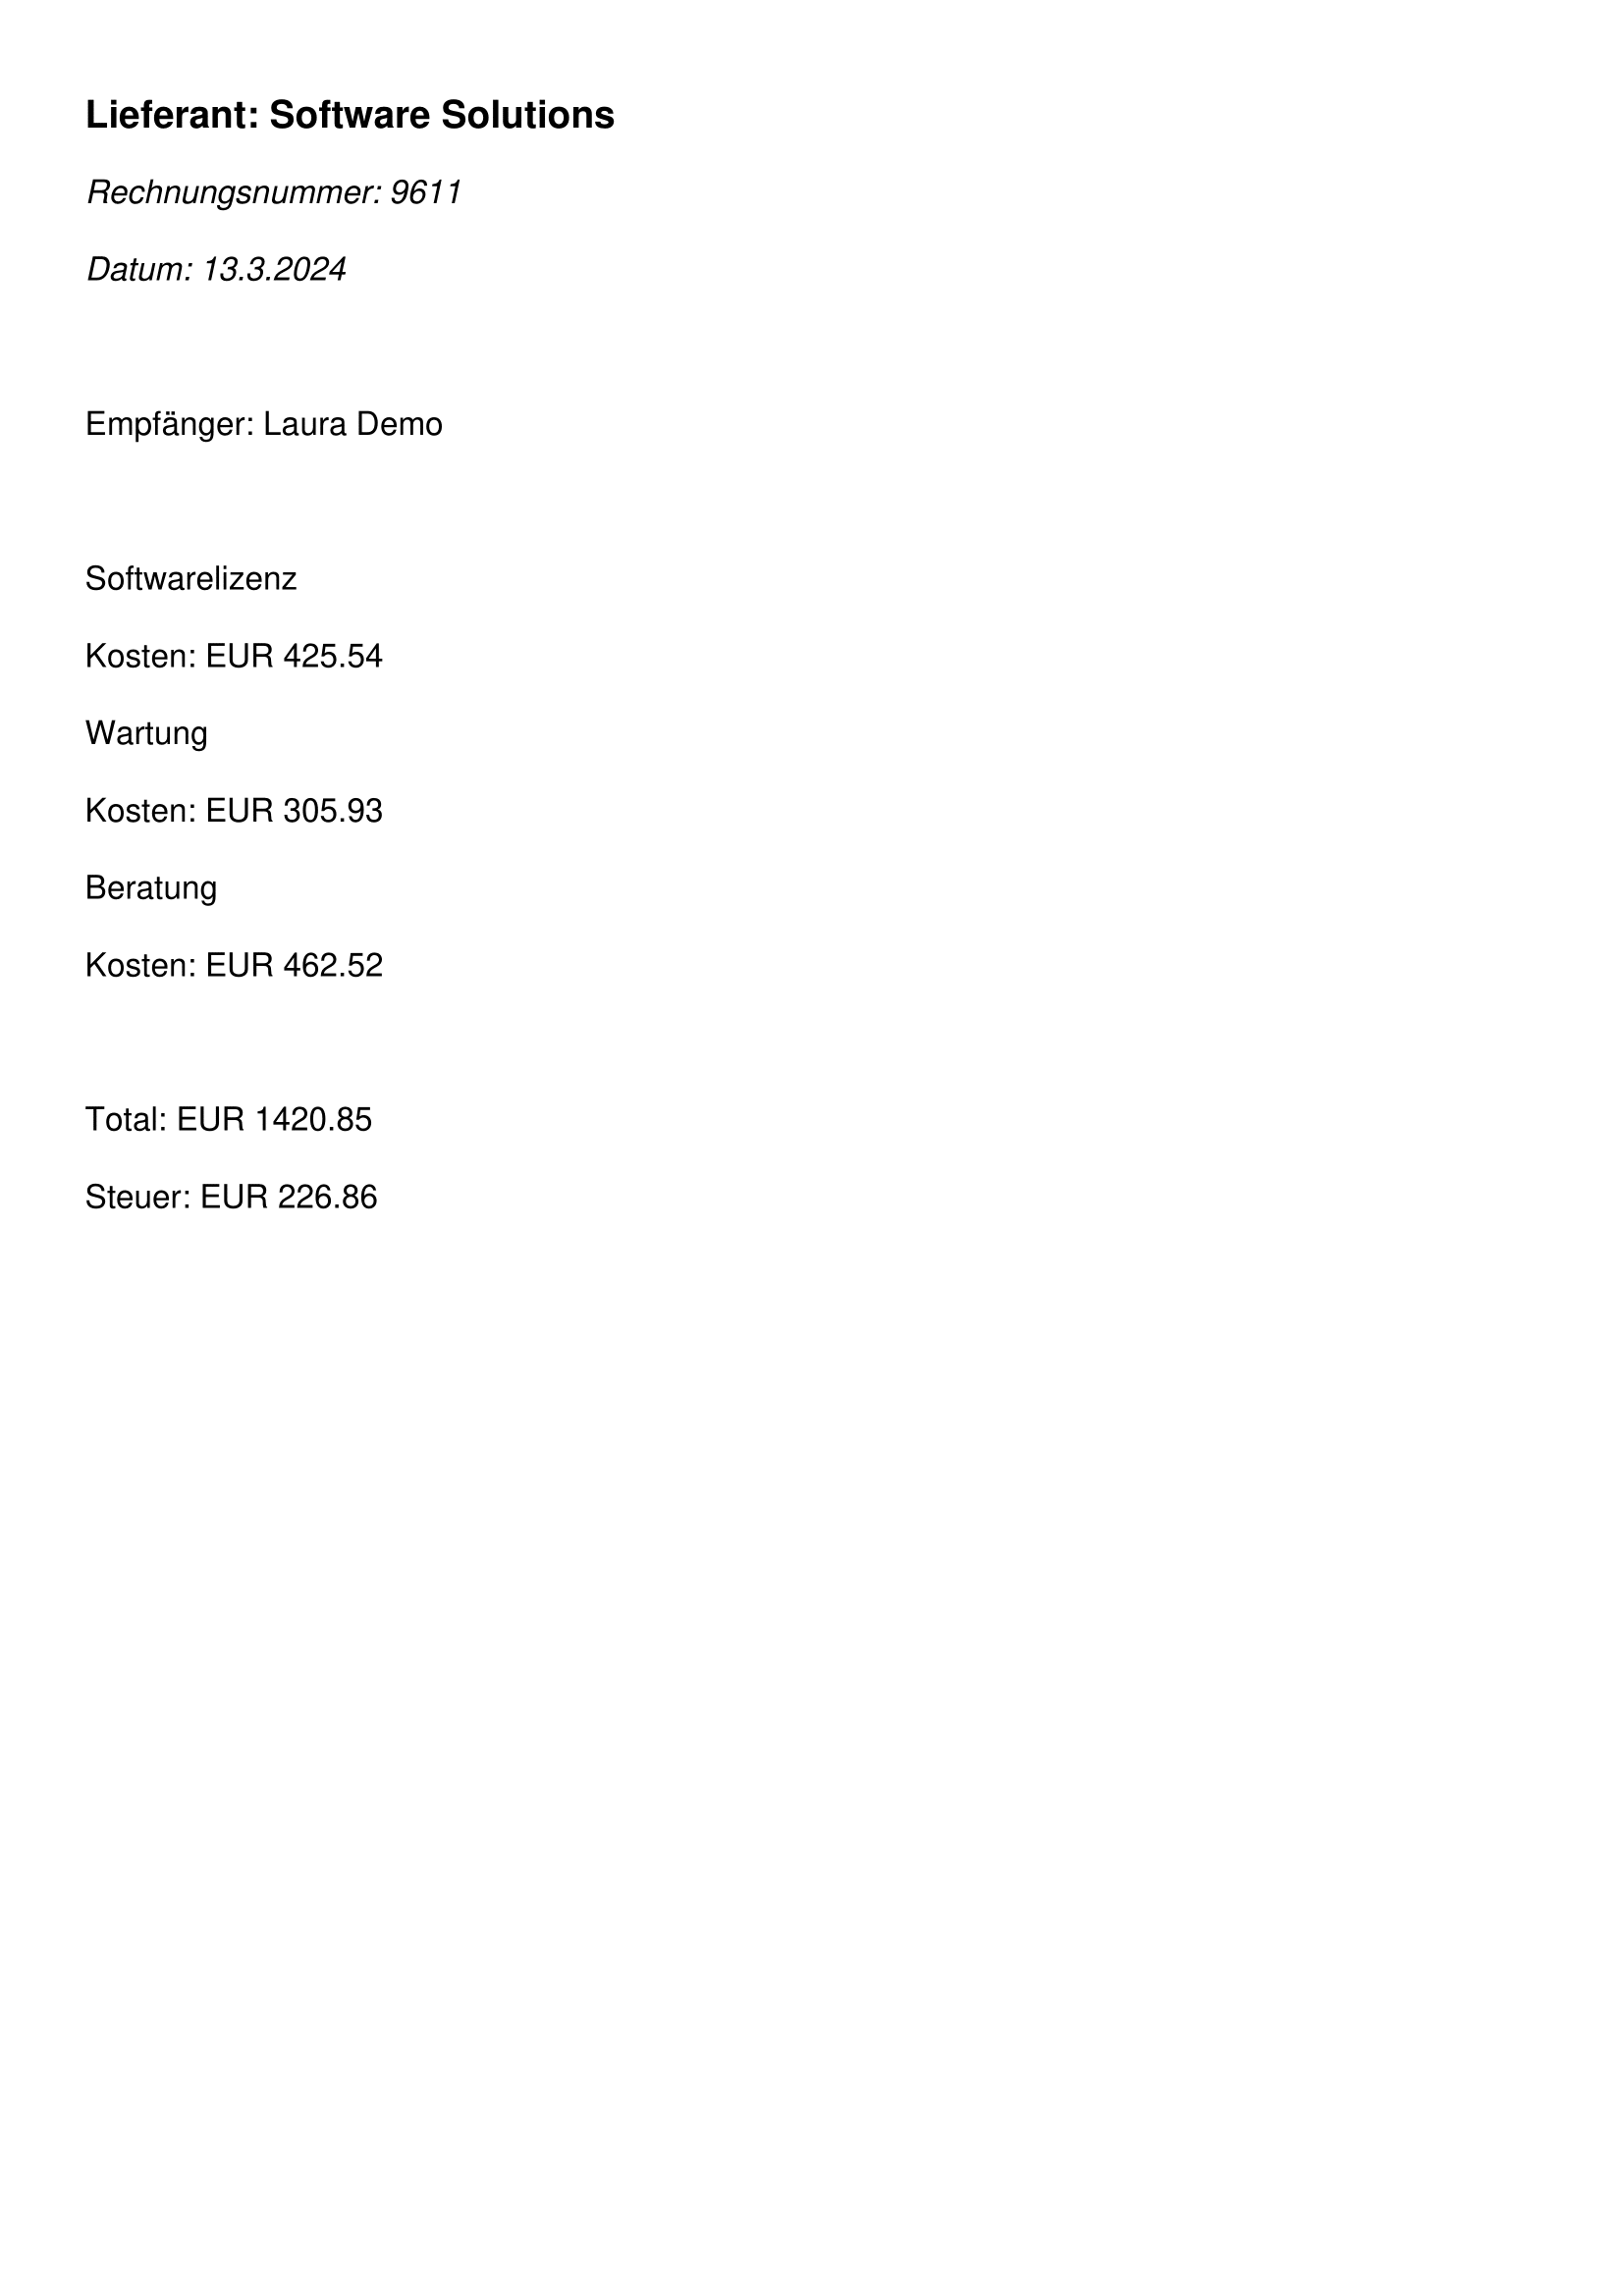 Lieferant: Software Solutions
Rechnungsnummer: 9611
Datum: 13.3.2024
Empfänger: Laura Demo
Softwarelizenz
Kosten: EUR 425.54
Wartung
Kosten: EUR 305.93
Beratung
Kosten: EUR 462.52
Total: EUR 1420.85
Steuer: EUR 226.86